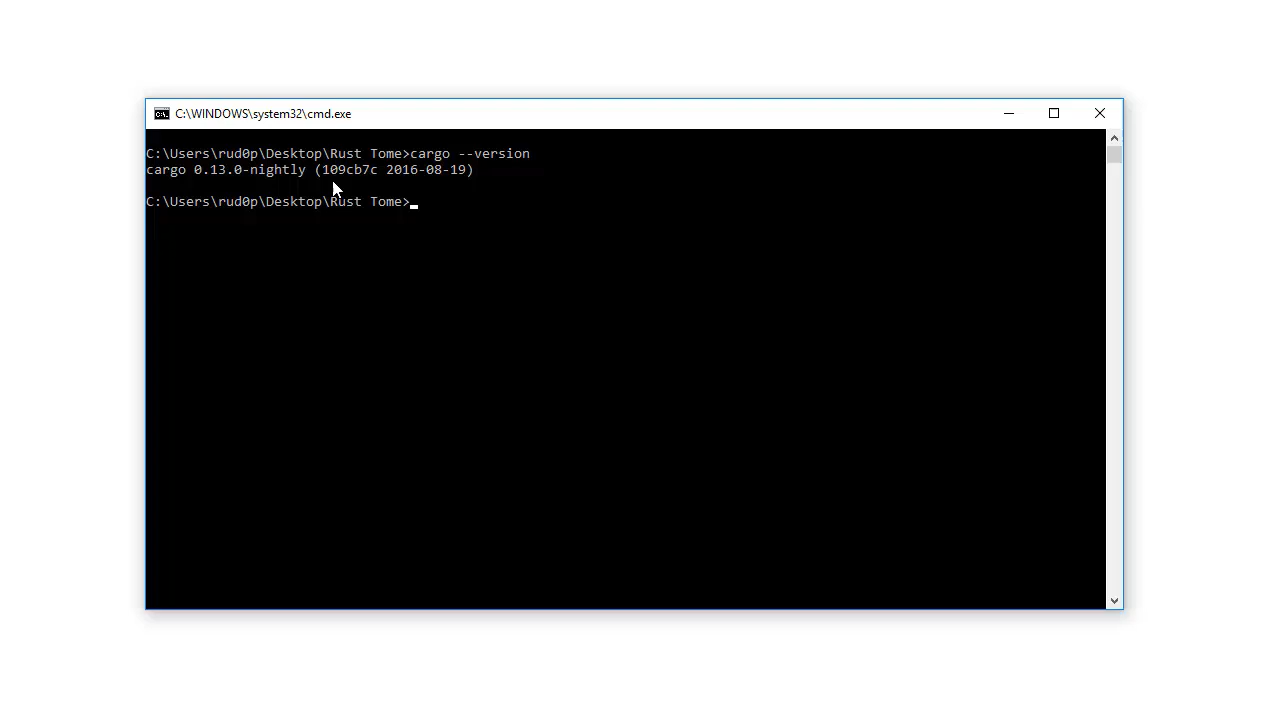 C:\WINDOWS\system32\cmd.exe
C:\Users\rud0p\Desktop\Rust Tome>cargo --version
cargo 0.13.0-nightly (109cb7c 2016-08-19)
C:\Users\rud0p\Desktop\Rust Tome>